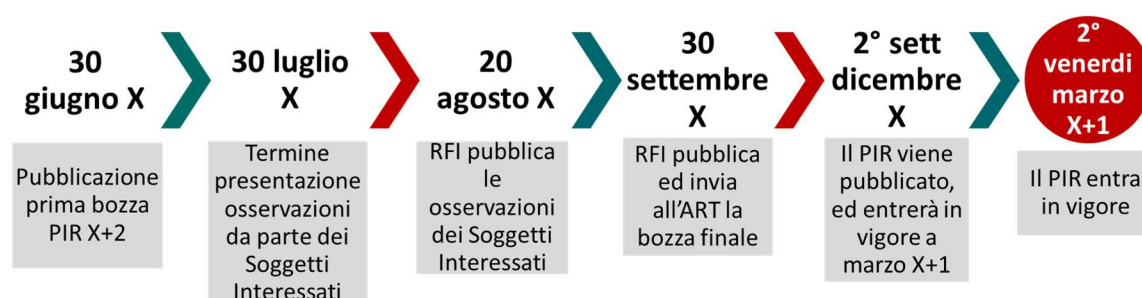 30
giugno X
30 luglio
X
20
agosto X
30
settembre
X
2° sett
dicembre
X
2°
venerdi
marzo
X+1
Pubblicazione
prima bozza
PIR X+2
Termine
presentazione
osservazioni
da parte dei
Soggetti
Interessati
RFI pubblica
le
osservazioni
dei Soggetti
Interessati
RFI pubblica
ed invia
all'ART la
bozza finale
Il PIR viene
pubblicato,
ed entrerà in
vigore a
marzo X+1
Il PIR entra
in vigore